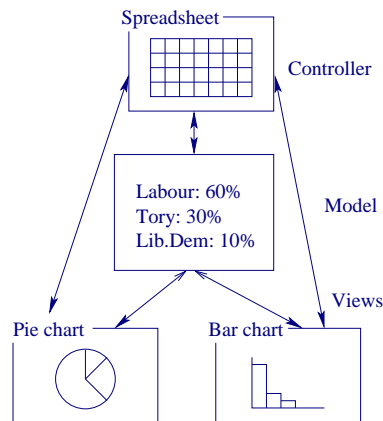 Spreadsheet
Controller
Labour: 60%
Tory: 30%
Lib.Dem: 10%
Model
Views
Pie chart
Bar chart